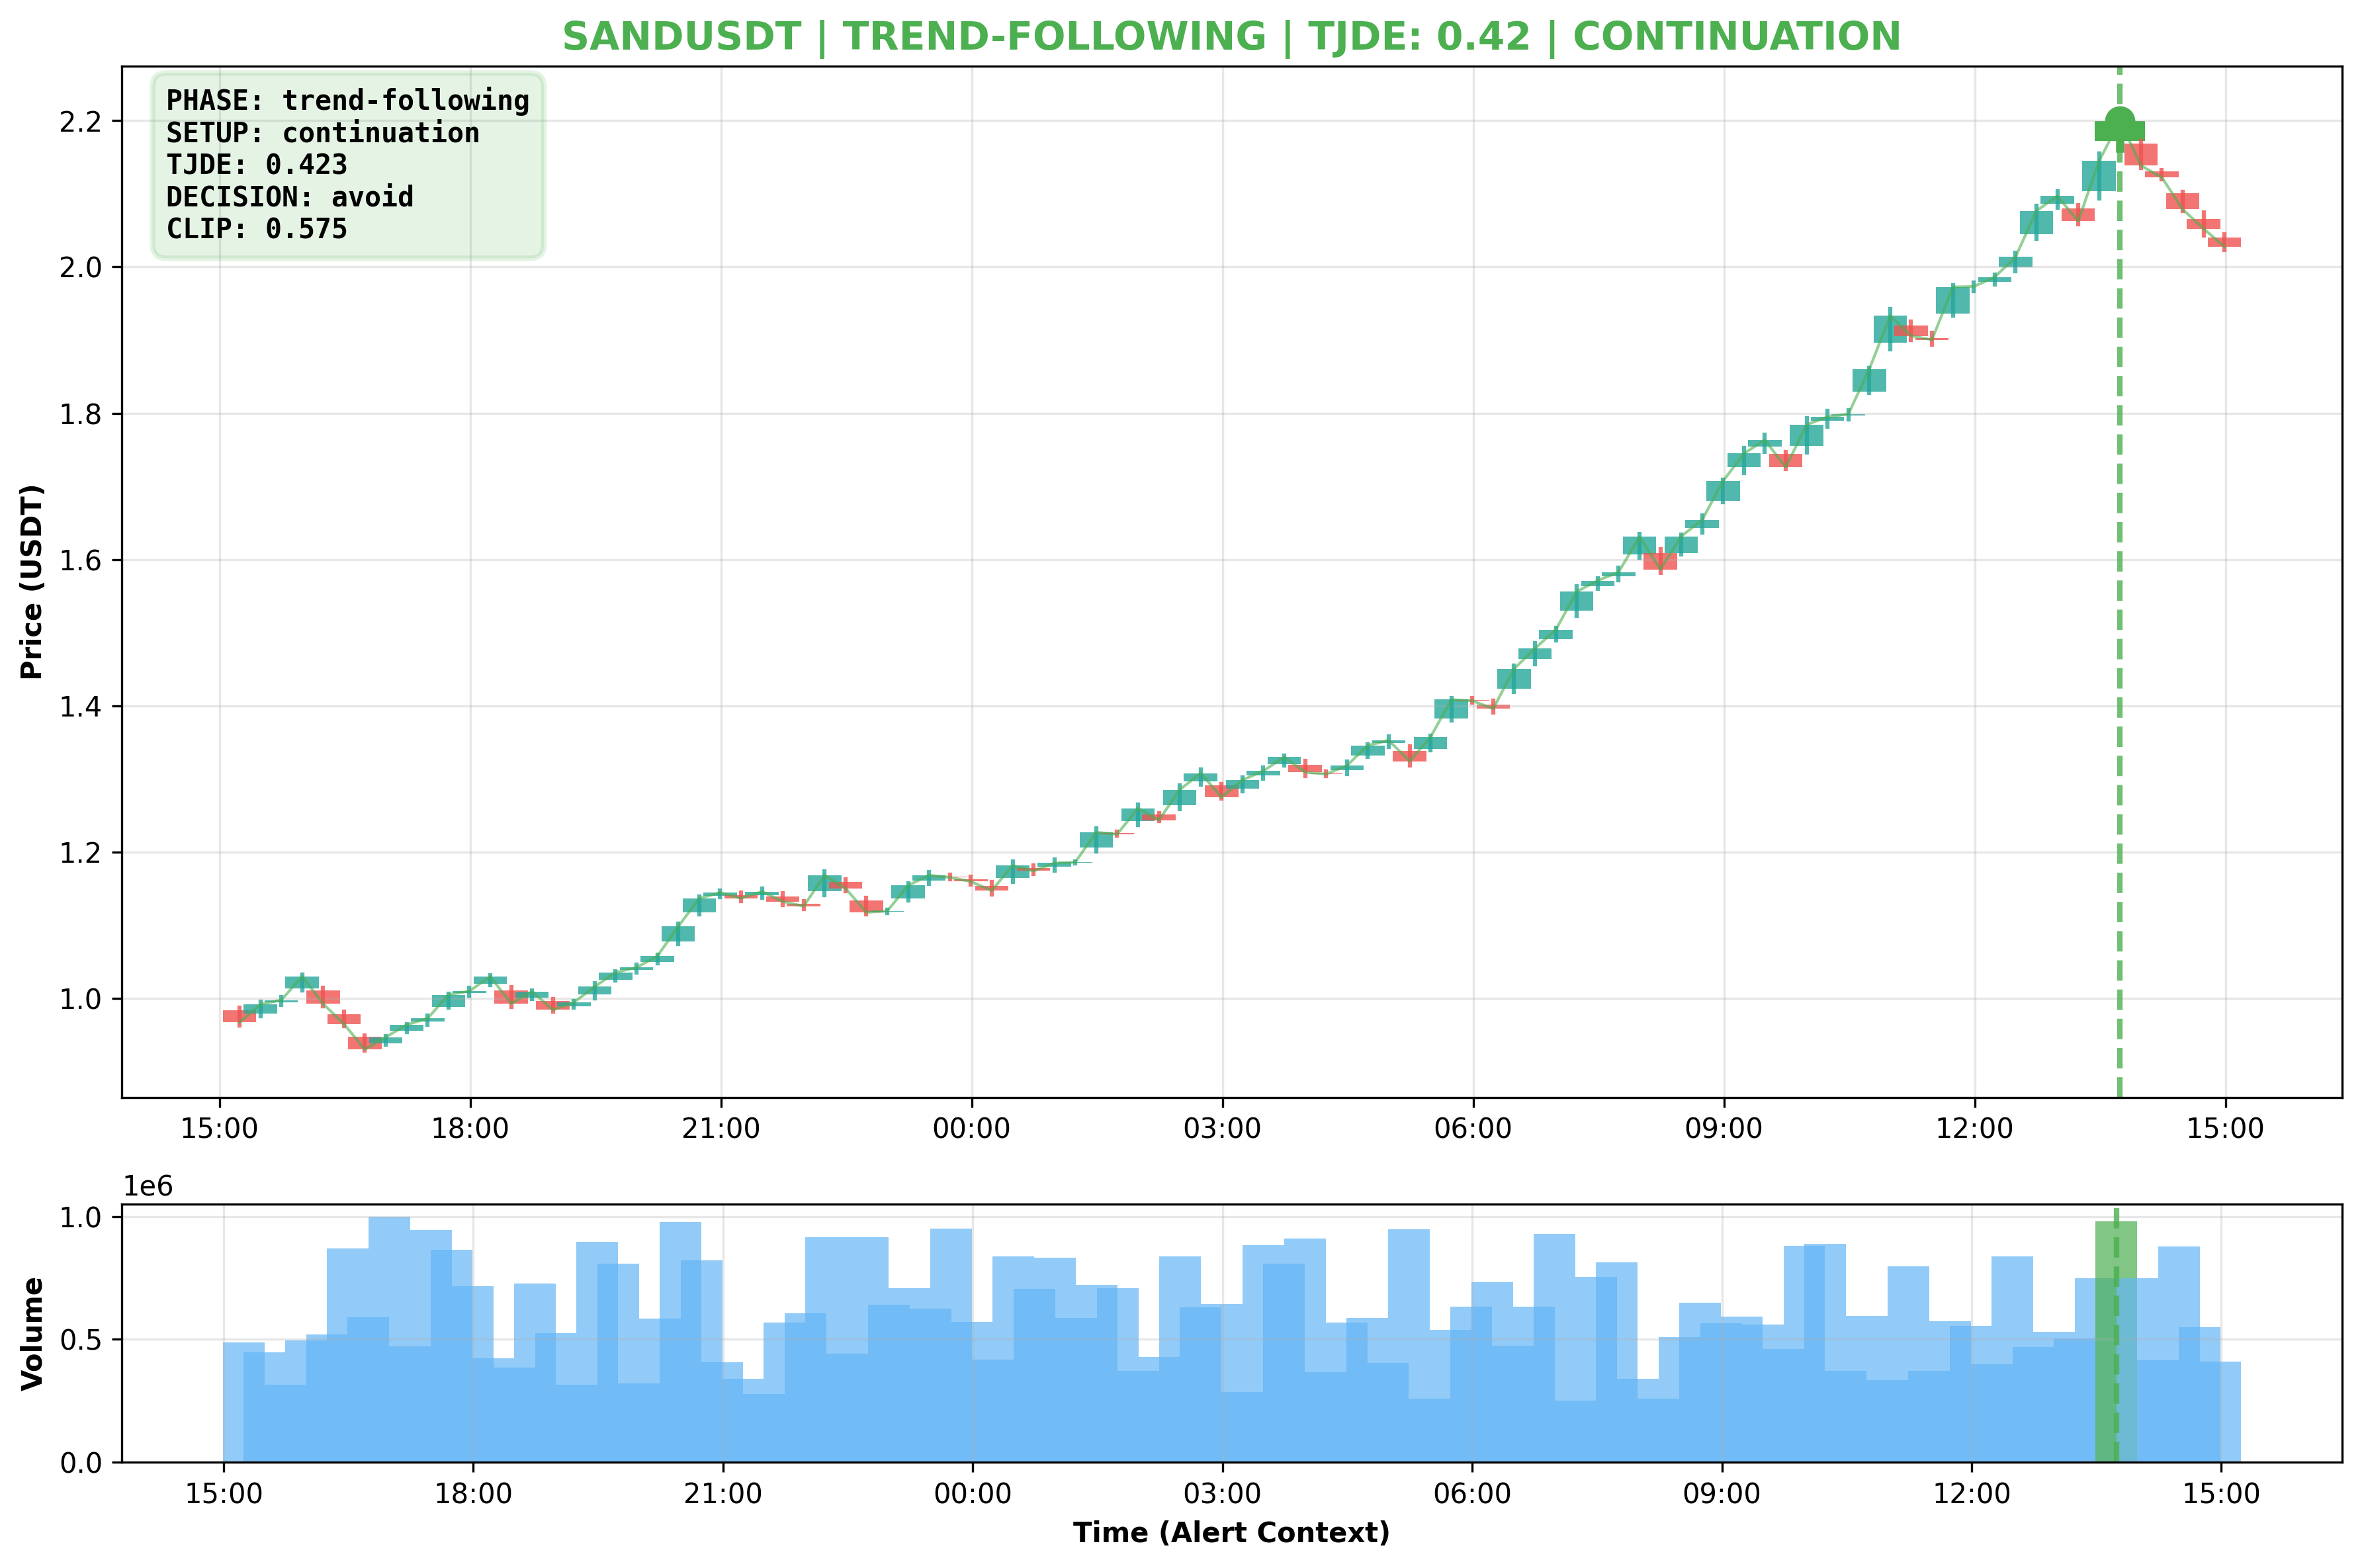 SANDUSDT | TREND-FOLLOWING | TJDE: 0.42 | CONTINUATION
PHASE: trend-following
SETUP: continuation
TJDE: 0.423
DECISION: avoid
CLIP: 0.575
Price (USDT)
2.2
2.0
1.8
1.6
1.4
1.2
1.0
15:00 18:00 21:00 00:00 03:00 06:00 09:00 12:00 15:00
1e6
Volume
1.0
0.5
0.0
15:00 18:00 21:00 00:00 03:00 06:00 09:00 12:00 15:00
Time (Alert Context)